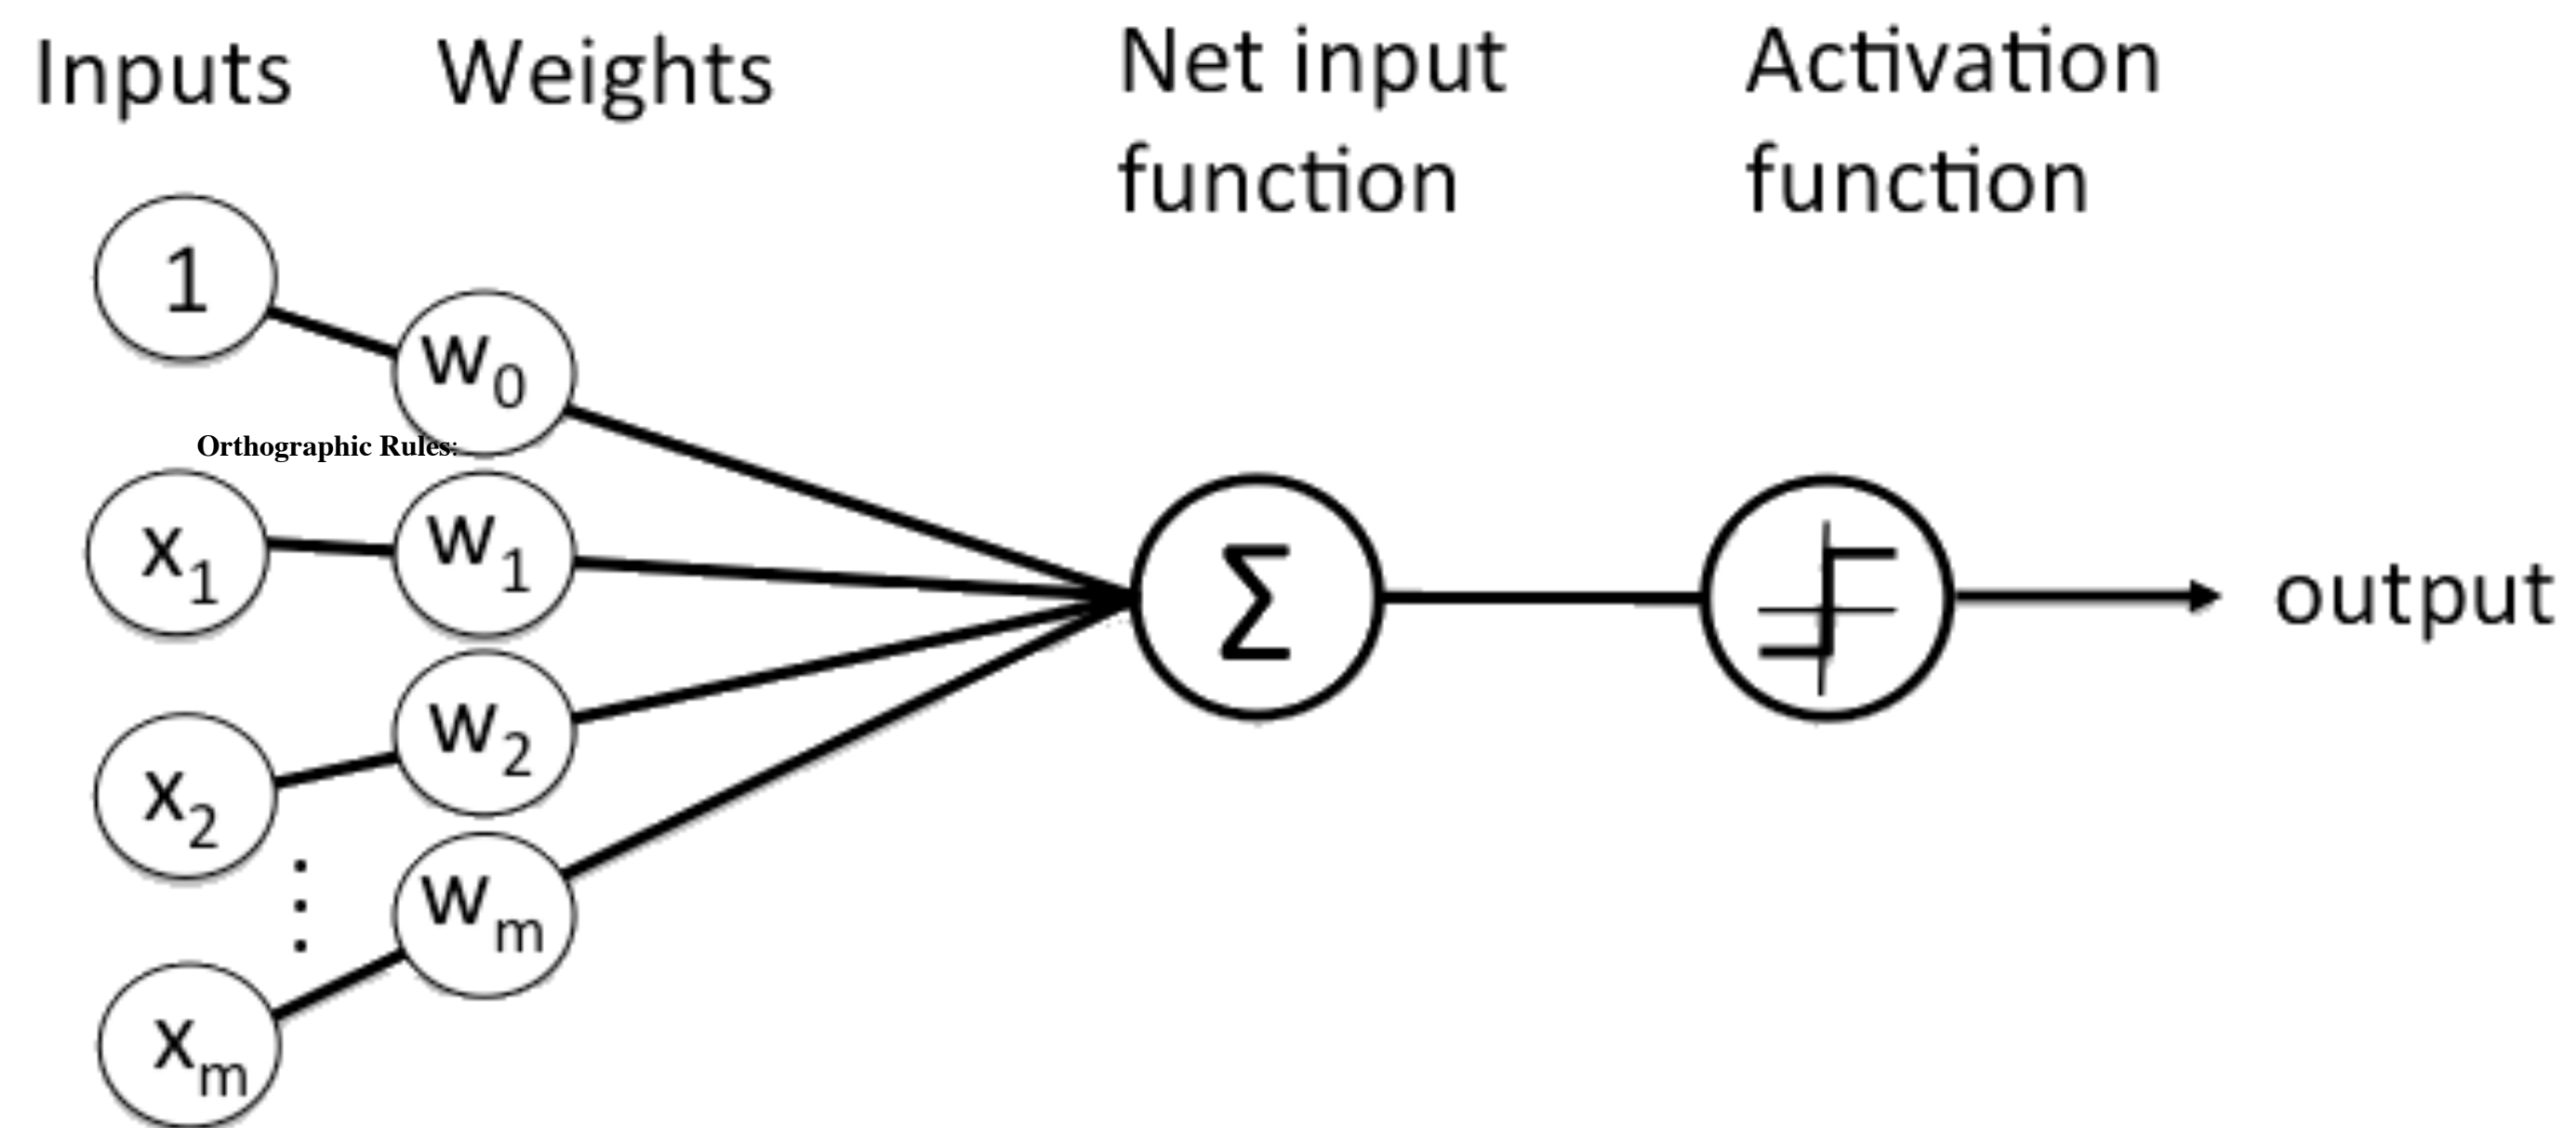 Inputs
Weights
Net input
function
Activation
function
1
w0
Orthographic Rules:
x1
w1
Σ
output
x2
w2
wm
xm